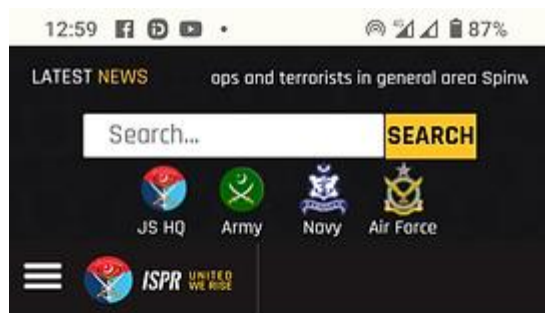 12:59 87%
LATEST NEWS ops and terrorists in general area Spinw
Search... SEARCH
JS HQ Army Navy Air Force
ISPR UNITED
WE RISE